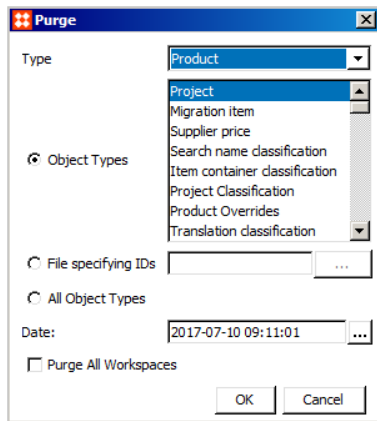 Purge
Type Product
Object Types
Project
Migration item
Supplier price
Search name classification
Item container classification
Project Classification
Product Overrides
Translation classification
File specifying IDs ...
All Object Types
Date: 2017-07-10 09:11:01 ...
Purge All Workspaces
OK Cancel